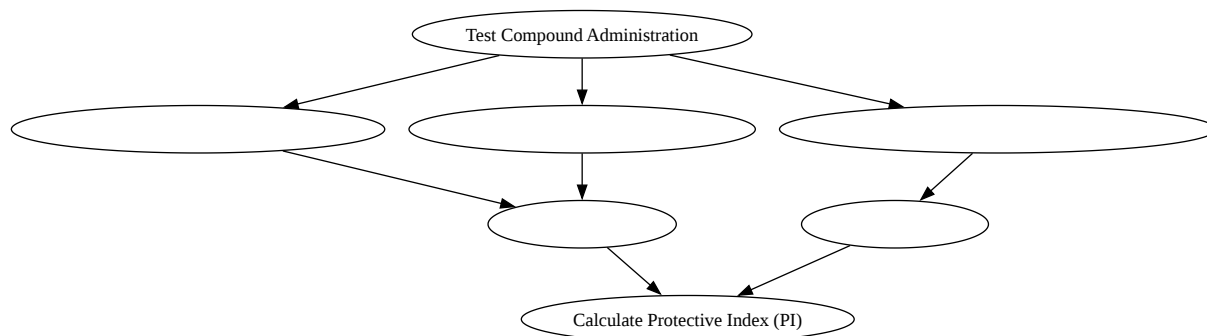 Test Compound Administration
Calculate Protective Index (PI)